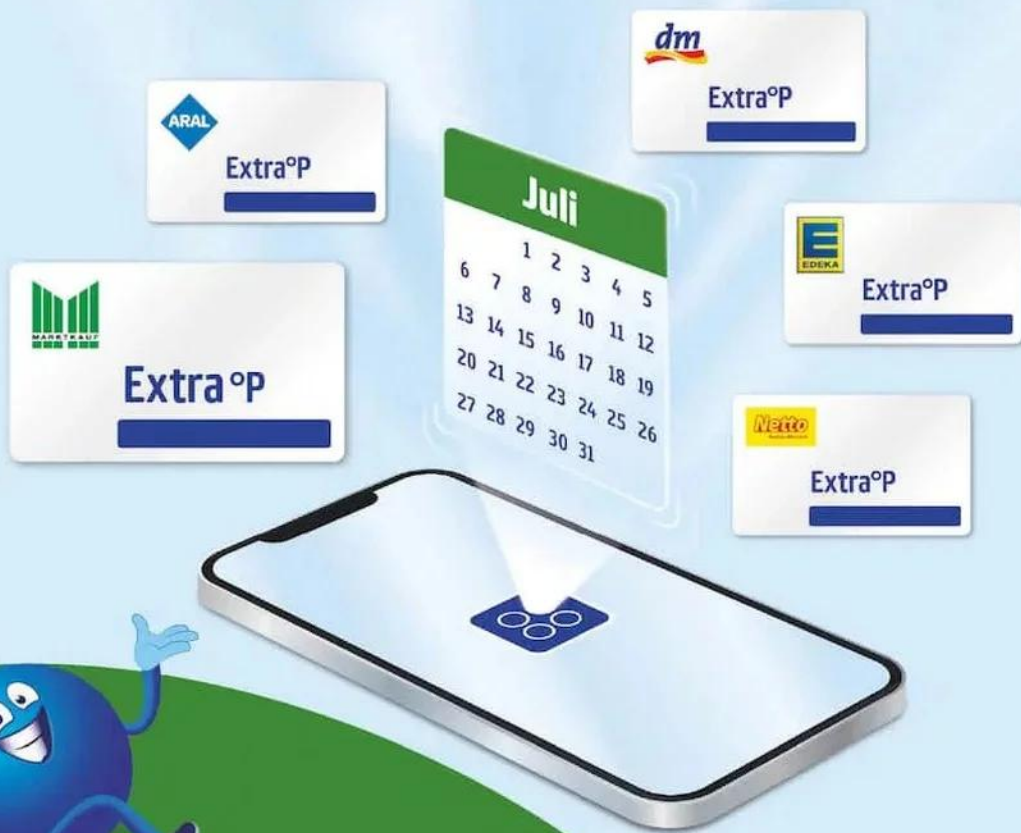 dm
Extra°P
ARAL
Extra°P
Juli
1 2 3 4 5
6 7 8 9 10 11 12
13 14 15 16 17 18 19
20 21 22 23 24 25 26
27 28 29 30 31
EDEKA
Extra°P
MARKTKAUF
Extra°P
Netto
Extra°P